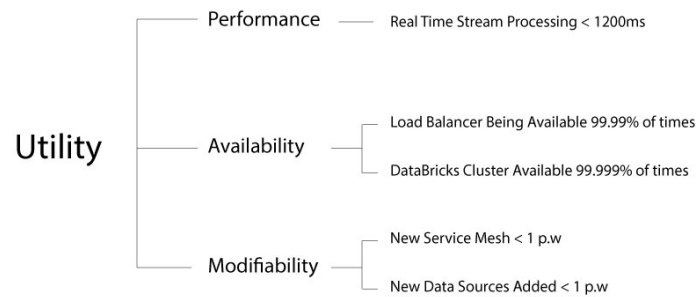 Utility
Performance
Real Time Stream Processing < 1200ms
Availability
Load Balancer Being Available 99.99% of times
DataBricks Cluster Available 99.999% of times
Modifiability
New Service Mesh < 1 p.w
New Data Sources Added < 1 p.w